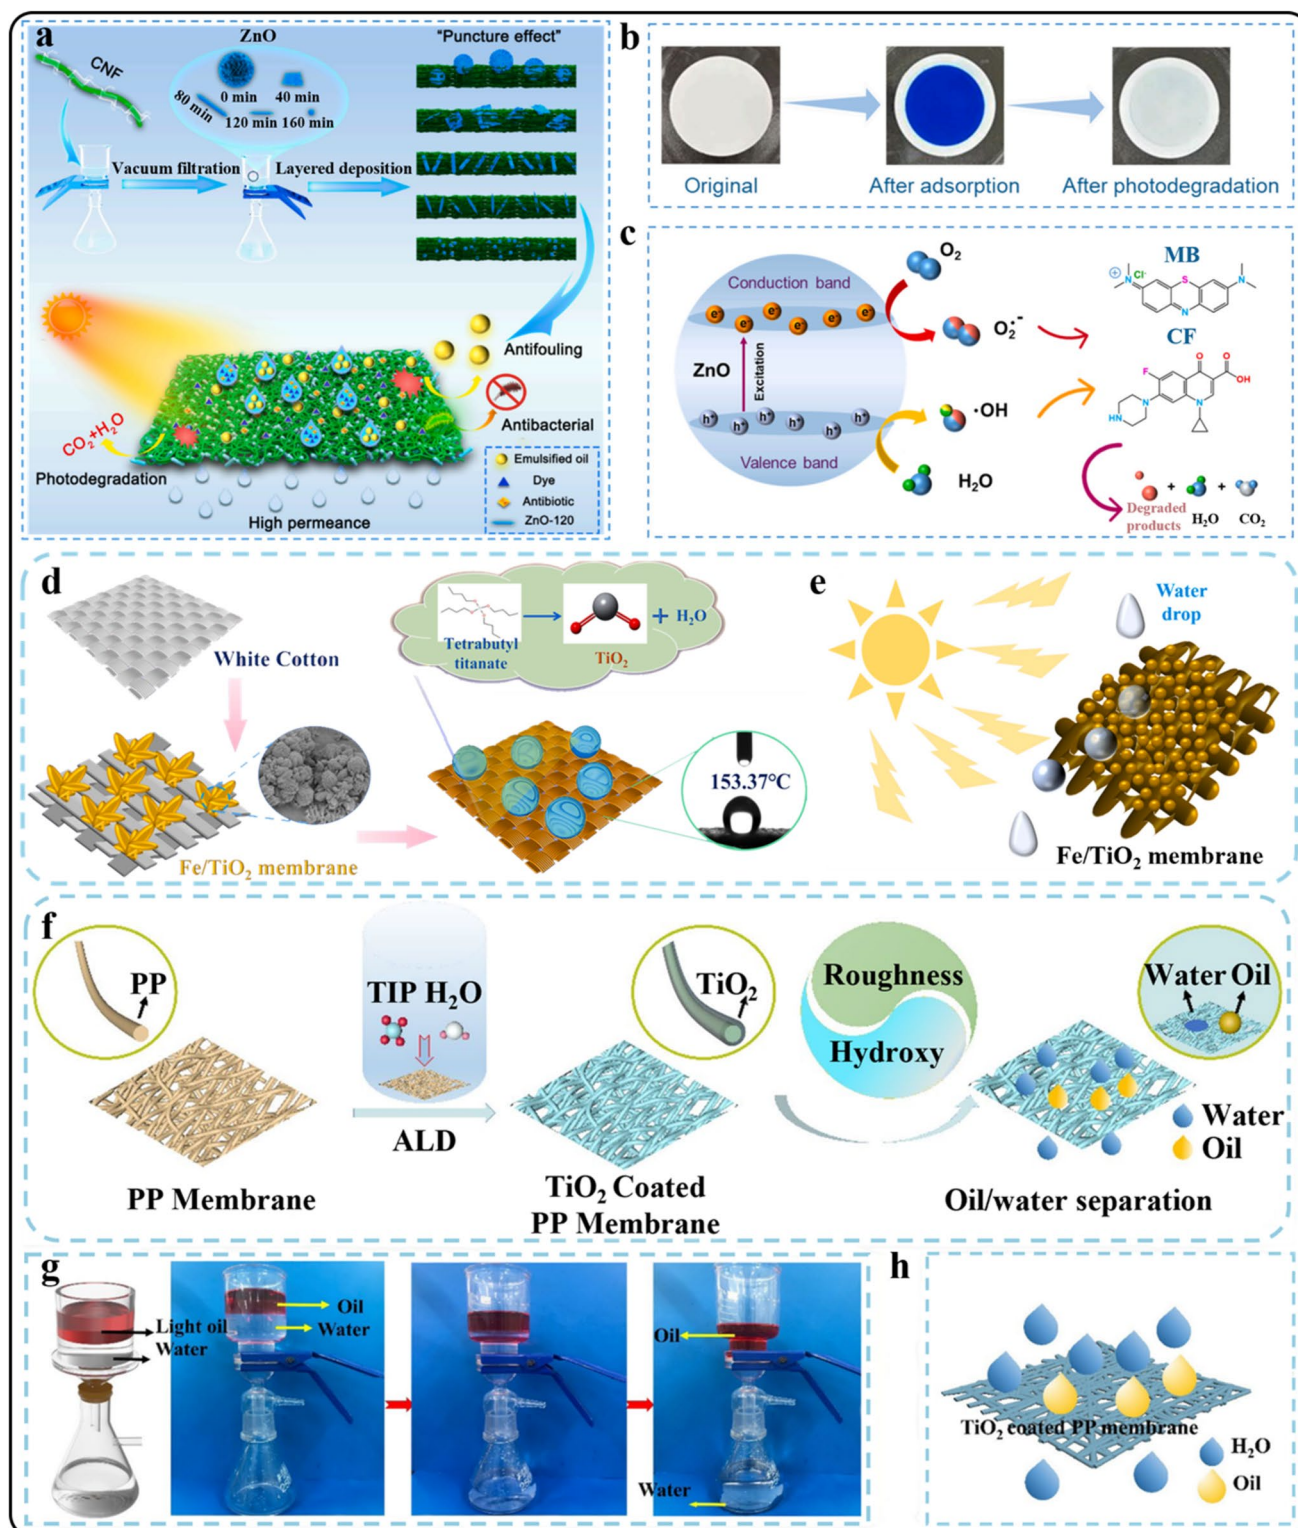 a
ZnO
CNF
0 min
40 min
80 min
120 min
160 min
Vacuum filtration
Layered deposition
"Puncture effect"
Antifouling
Antibacterial
CO₂+H₂O
Photodegradation
High permeance
Emulsified oil
Dye
Antibiotic
ZnO-120
b
Original
After adsorption
After photodegradation
c
Conduction band
e⁻ e⁻ e⁻ e⁻ e⁻ e⁻
ZnO
Excitation
h⁺ h⁺ h⁺ h⁺ h⁺ h⁺
Valence band
O₂
O₂·⁻
·OH
H₂O
MB
Cl⁻
S
N
N
N
⊕
CF
O
O
F
OH
N
N
HN
Degraded
products
+
H₂O
+
CO₂
d
White Cotton
Fe/TiO₂ membrane
Tetrabutyl
titanate
TiO₂
+ H₂O
153.37°C
e
Water
drop
Fe/TiO₂ membrane
f
PP
PP Membrane
TIP H₂O
ALD
TiO₂
TiO₂ Coated
PP Membrane
Roughness
Hydroxy
Water Oil
Water
Oil
Oil/water separation
g
Light oil
Water
Oil
Water
Oil
Water
h
TiO₂ coated PP membrane
H₂O
Oil